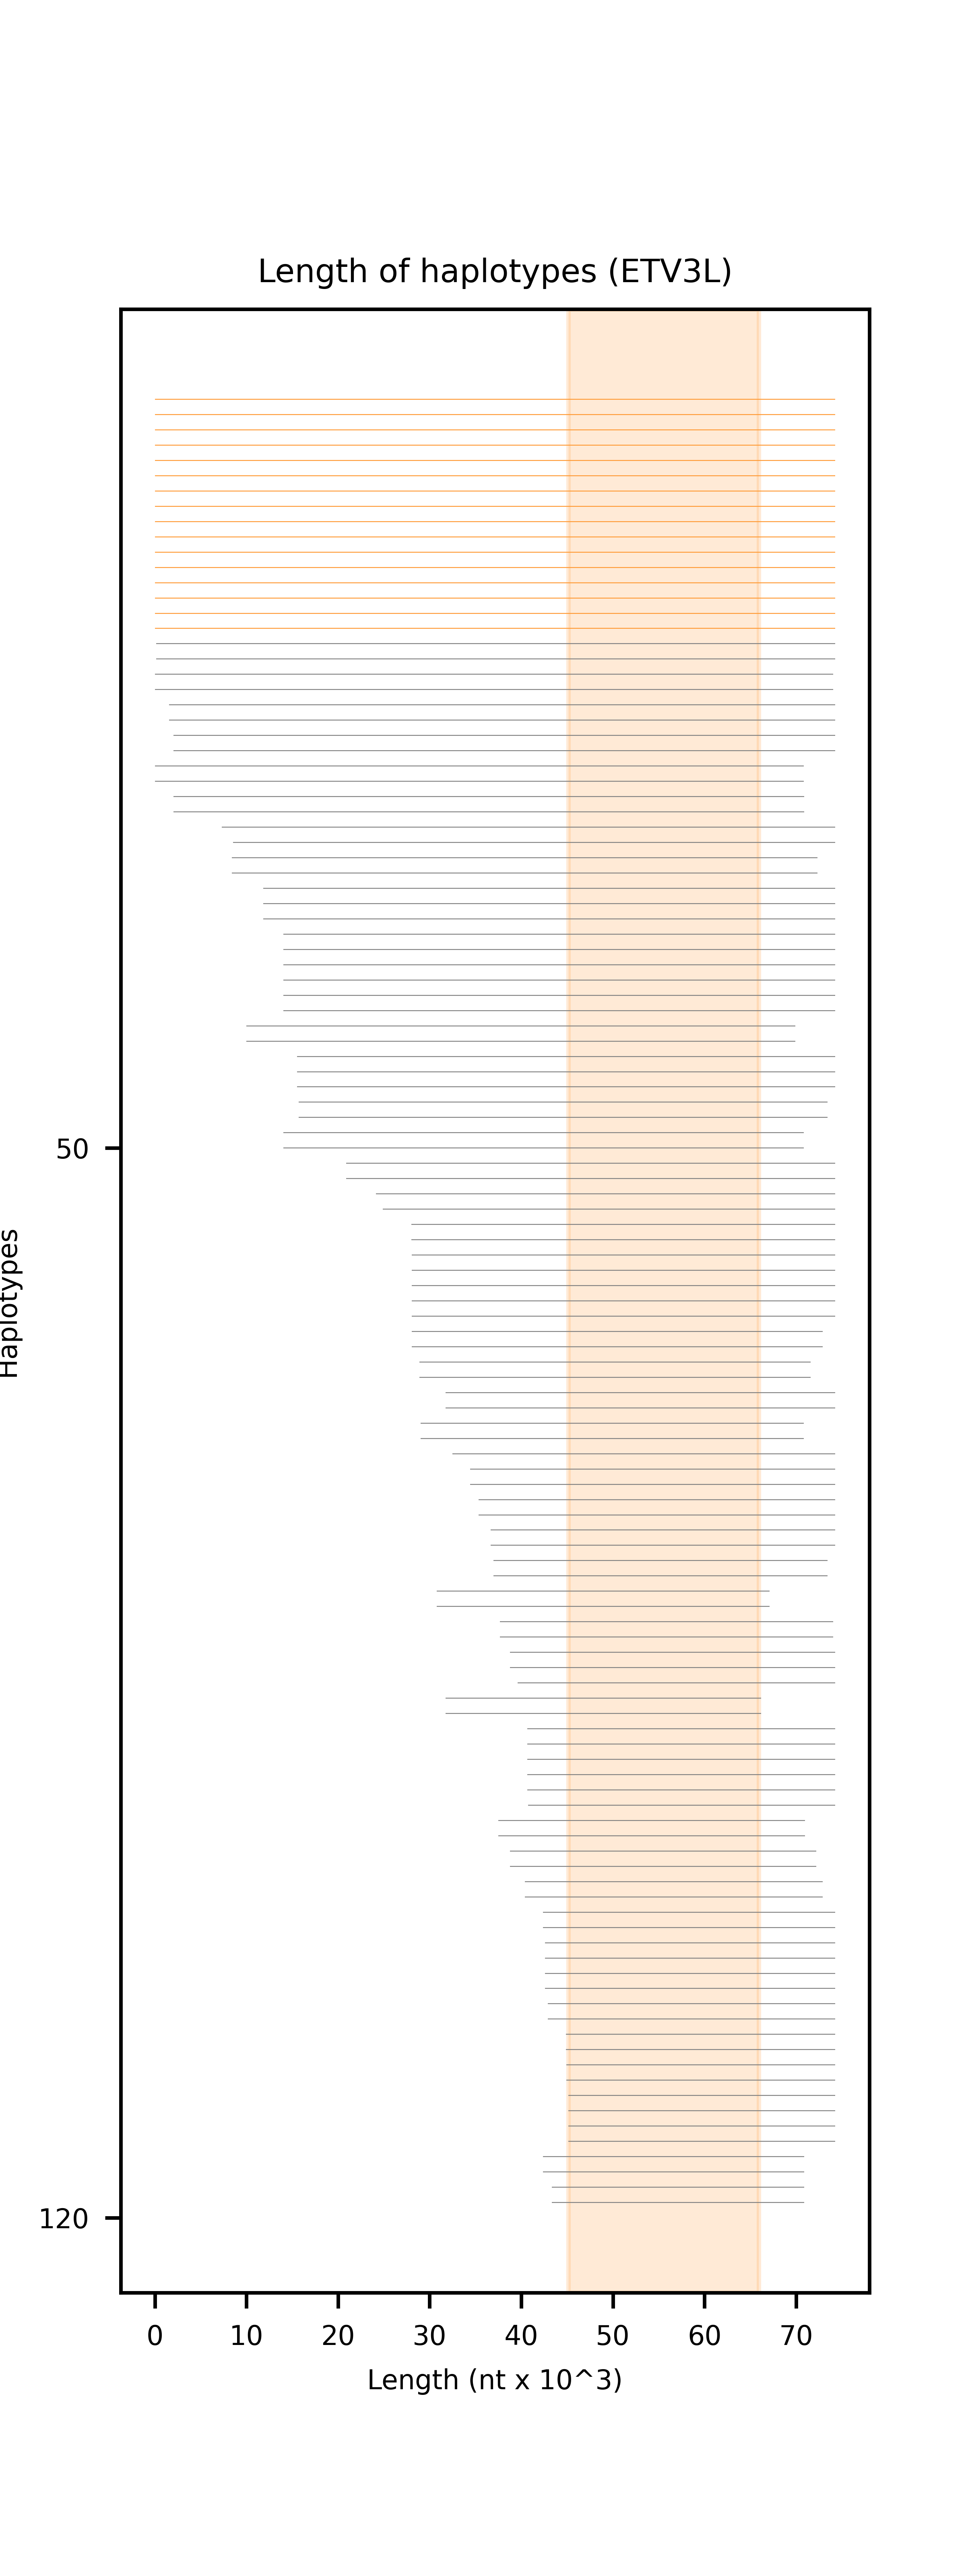 Length of haplotypes (ETV3L)
50
Haplotypes
120
0 10 20 30 40 50 60 70
Length (nt x 10^3)